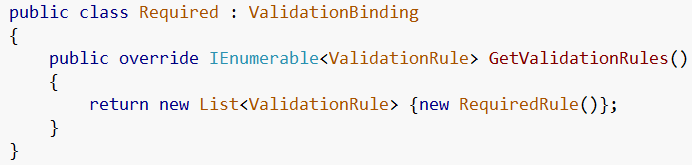 public class Required : ValidationBinding
{
    public override IEnumerable<ValidationRule> GetValidationRules()
    {
        return new List<ValidationRule> {new RequiredRule()};
    }
}